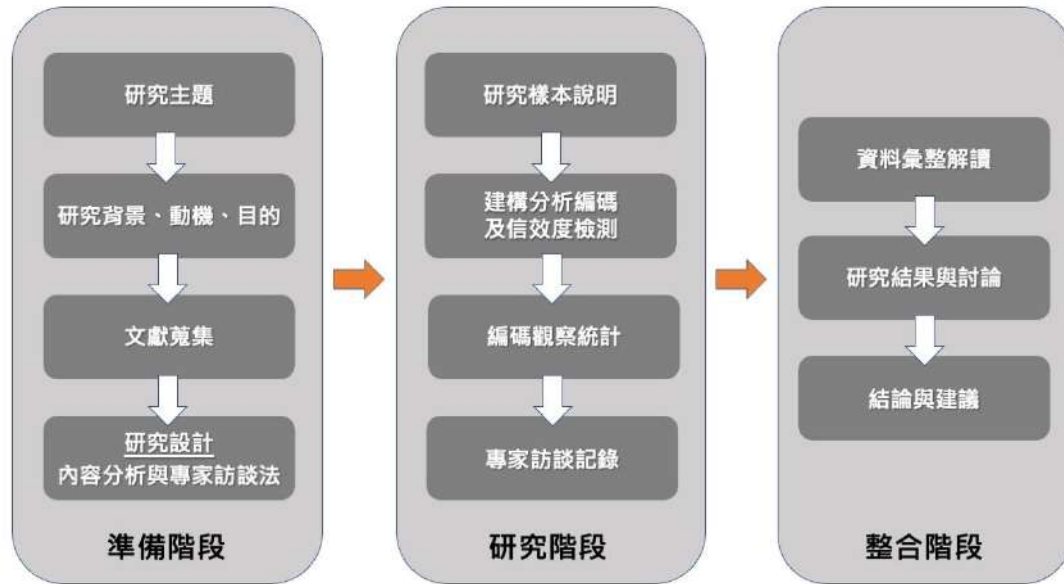 研究主題
研究背景、動機、目的
文獻蒐集
研究設計
內容分析與專家訪談法
準備階段
研究樣本說明
建構分析編碼
及信效度檢測
編碼觀察統計
專家訪談記錄
研究階段
資料彙整解讀
研究結果與討論
結論與建議
整合階段